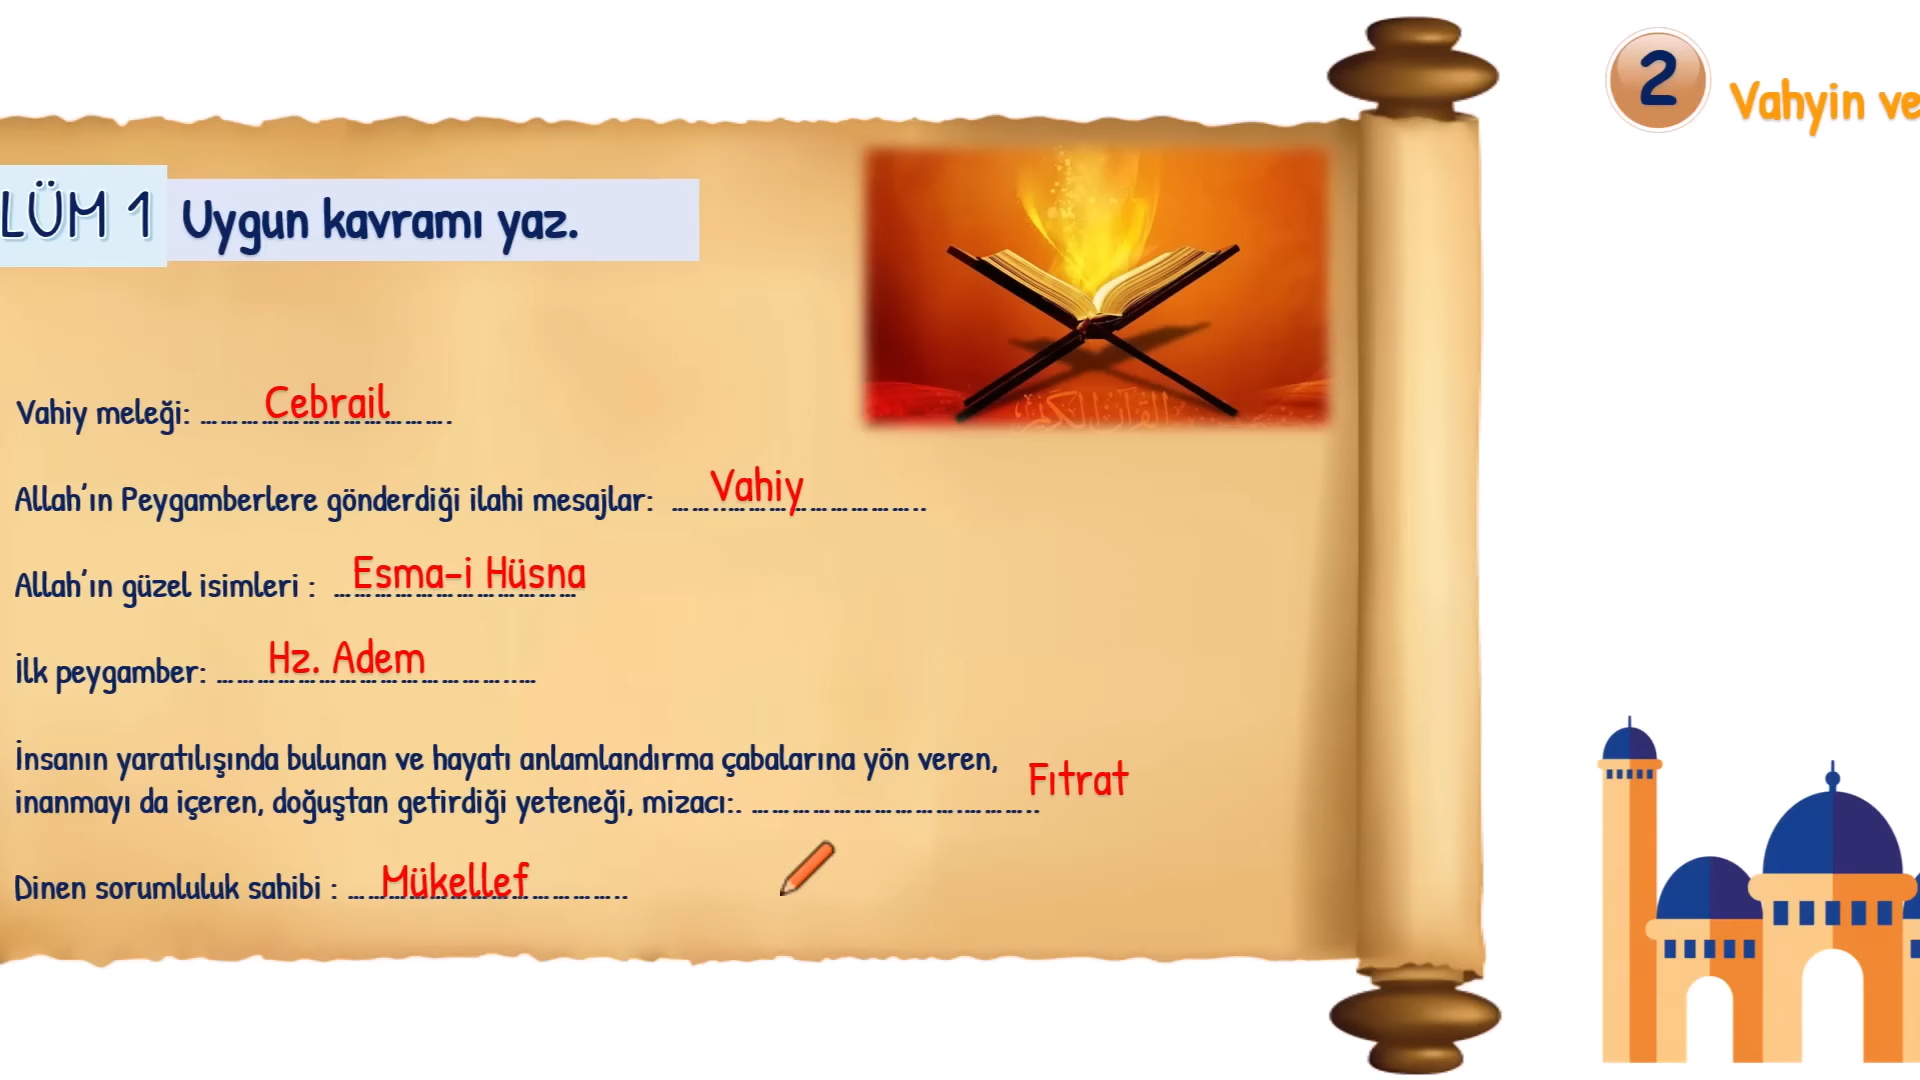 2
Vahyin ve
LÜM 1
Uygun kavramı yaz.
Vahiy meleği: ………………………………. Cebrail
Allah'ın Peygamberlere gönderdiği ilahi mesajlar: ……..………………………….. Vahiy
Allah'ın güzel isimleri : ……………………………… Esma-i Hüsna
İlk peygamber: ……………………………………..… Hz. Adem
İnsanın yaratılışında bulunan ve hayatı anlamlandırma çabalarına yön veren,
inanmayı da içeren, doğuştan getirdiği yeteneği, mizacı:. ………………………….…….. Fıtrat
Dinen sorumluluk sahibi : ………………………………….. Mükellef